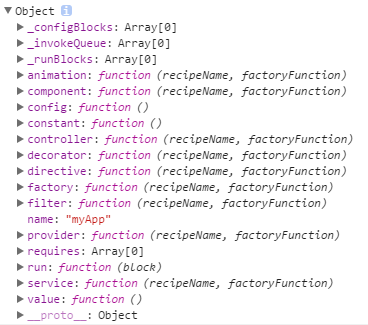 Object i
_configBlocks: Array[0]
_invokeQueue: Array[0]
_runBlocks: Array[0]
animation: function (recipeName, factoryFunction)
component: function (recipeName, factoryFunction)
config: function ()
constant: function ()
controller: function (recipeName, factoryFunction)
decorator: function (recipeName, factoryFunction)
directive: function (recipeName, factoryFunction)
factory: function (recipeName, factoryFunction)
filter: function (recipeName, factoryFunction)
name: "myApp"
provider: function (recipeName, factoryFunction)
requires: Array[0]
run: function (block)
service: function (recipeName, factoryFunction)
value: function ()
__proto__: Object